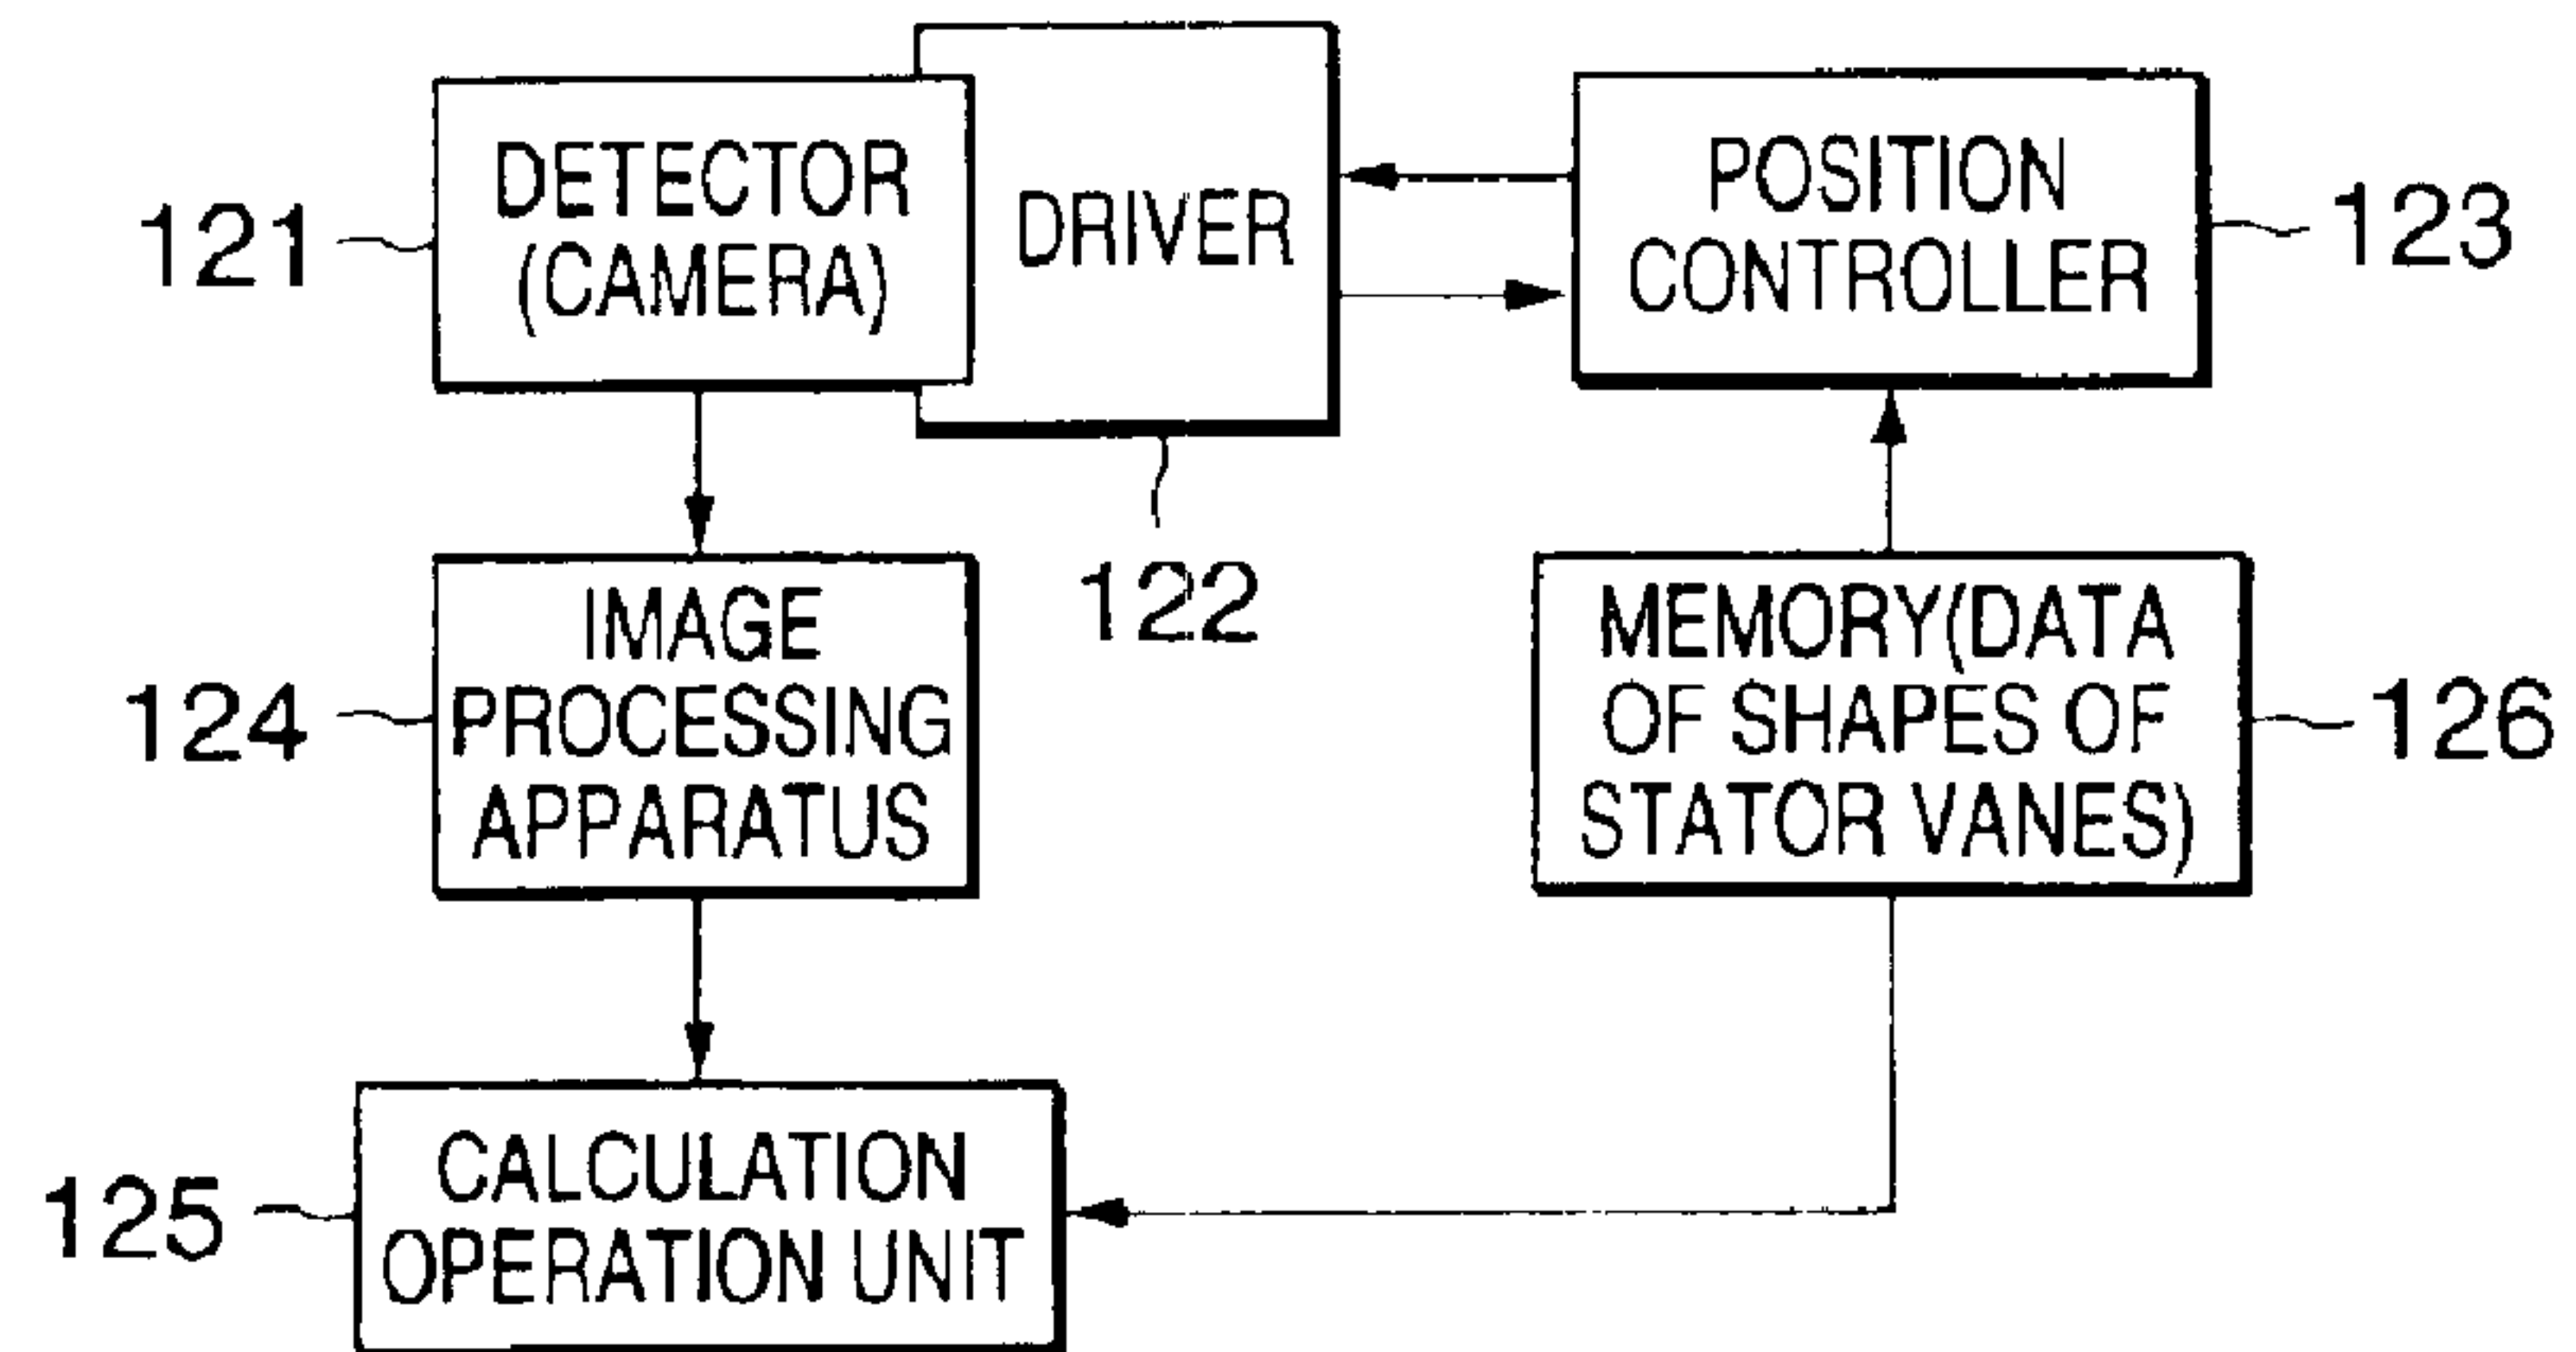 DETECTOR
(CAMERA)
121
DRIVER
122
POSITION
CONTROLLER
123
IMAGE
PROCESSING
APPARATUS
124
MEMORY(DATA
OF SHAPES OF
STATOR VANES)
126
CALCULATION
OPERATION UNIT
125